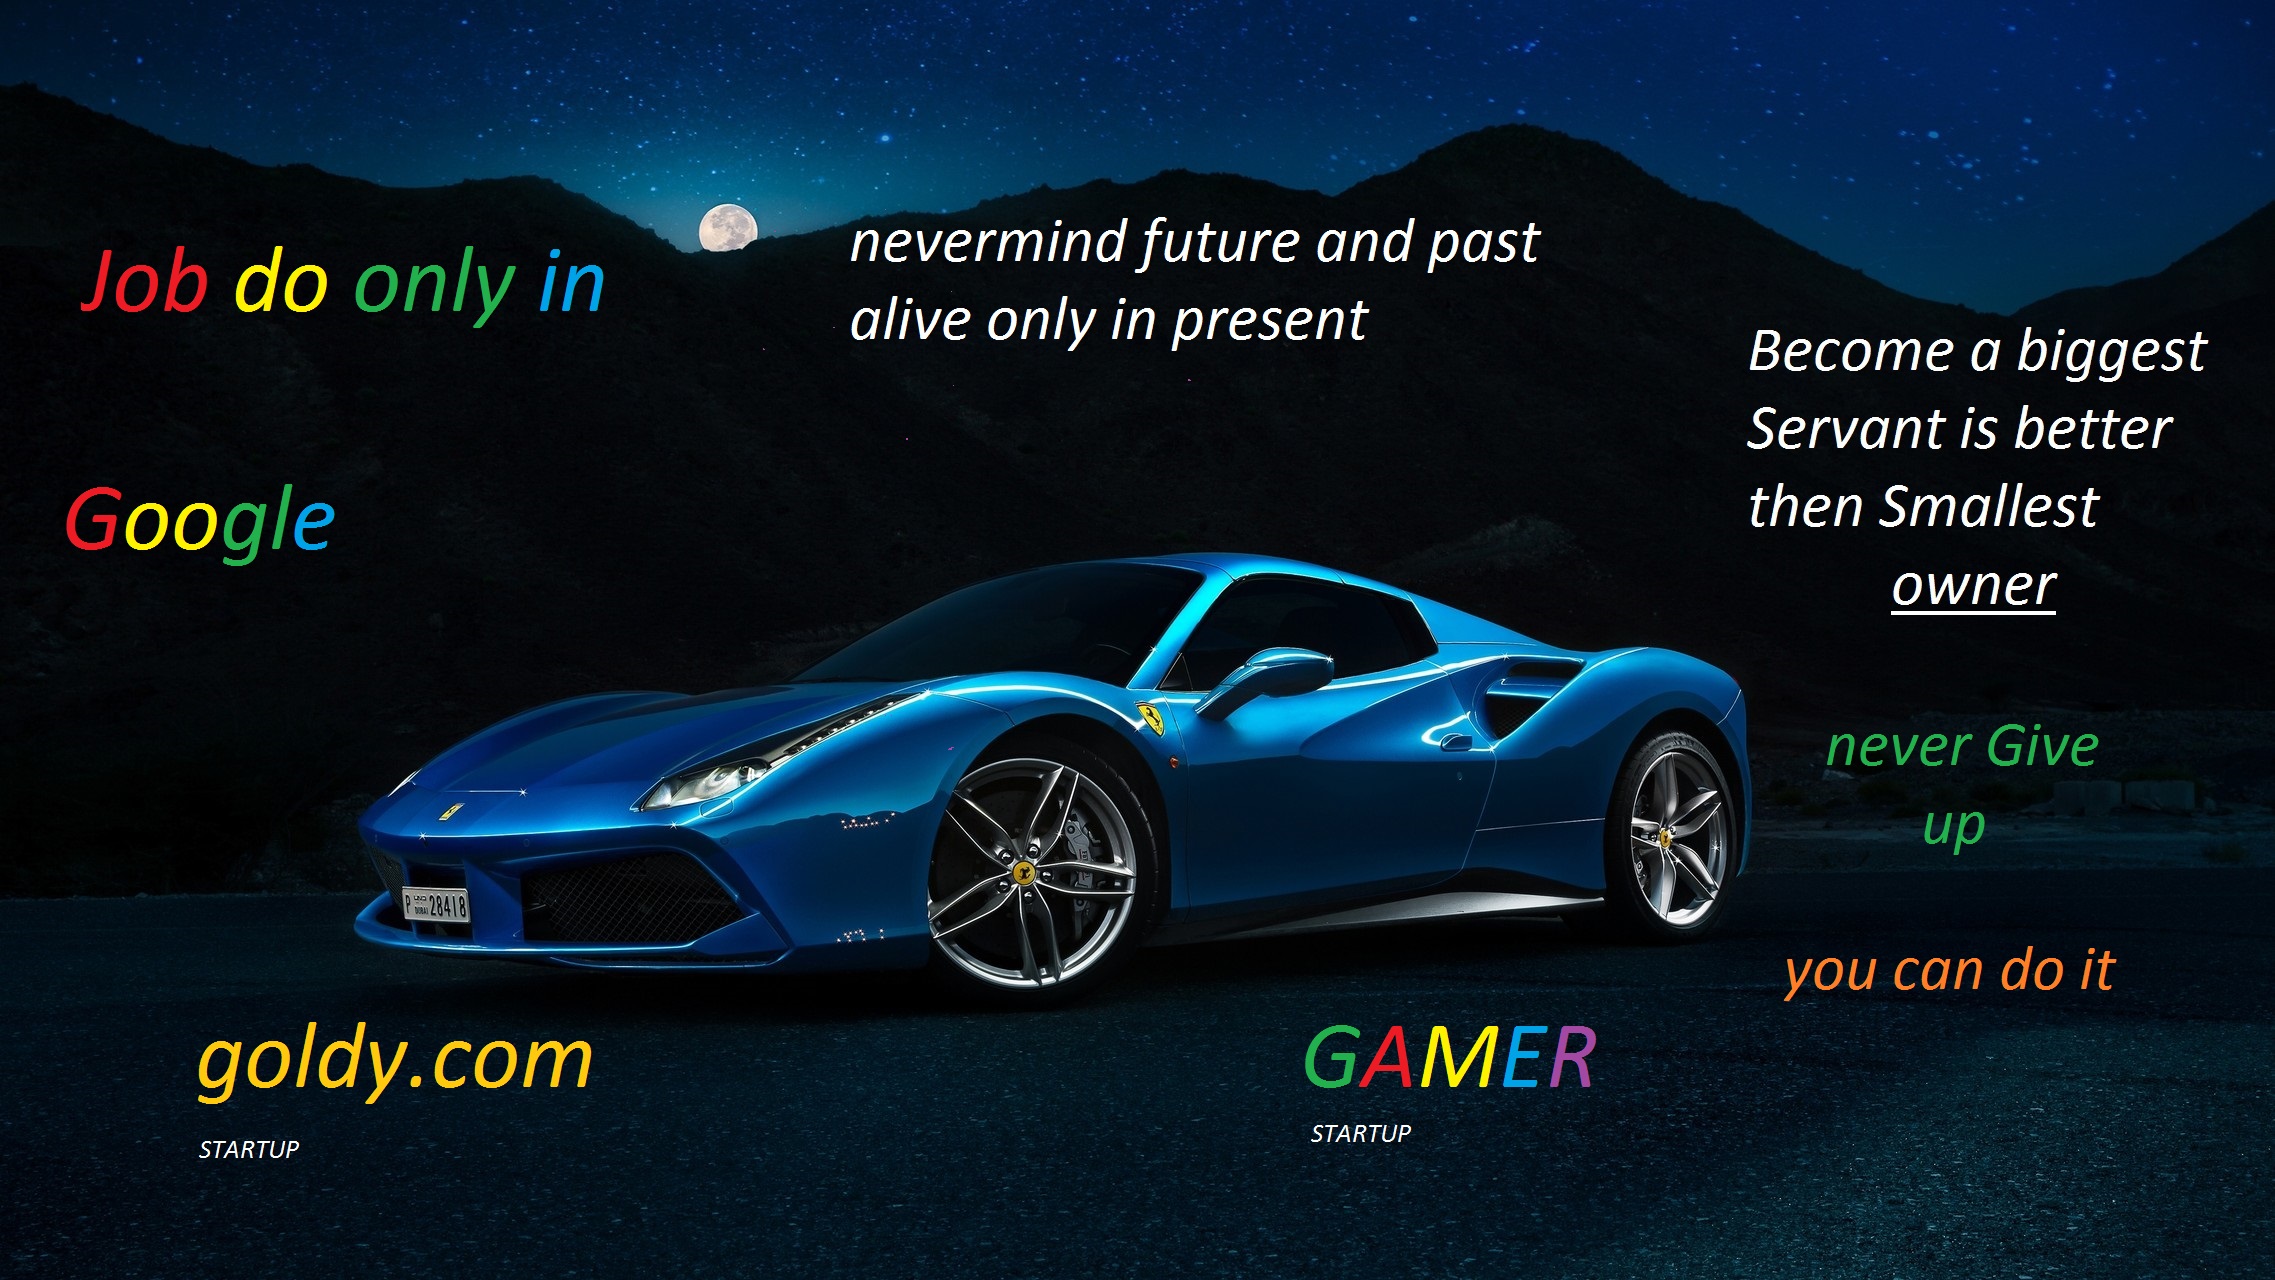 Job do only in
Google
nevermind future and past
alive only in present
Become a biggest
Servant is better
then Smallest
owner
never Give
up
you can do it
P DUBAI 28418
goldy.com
STARTUP
GAMER
STARTUP